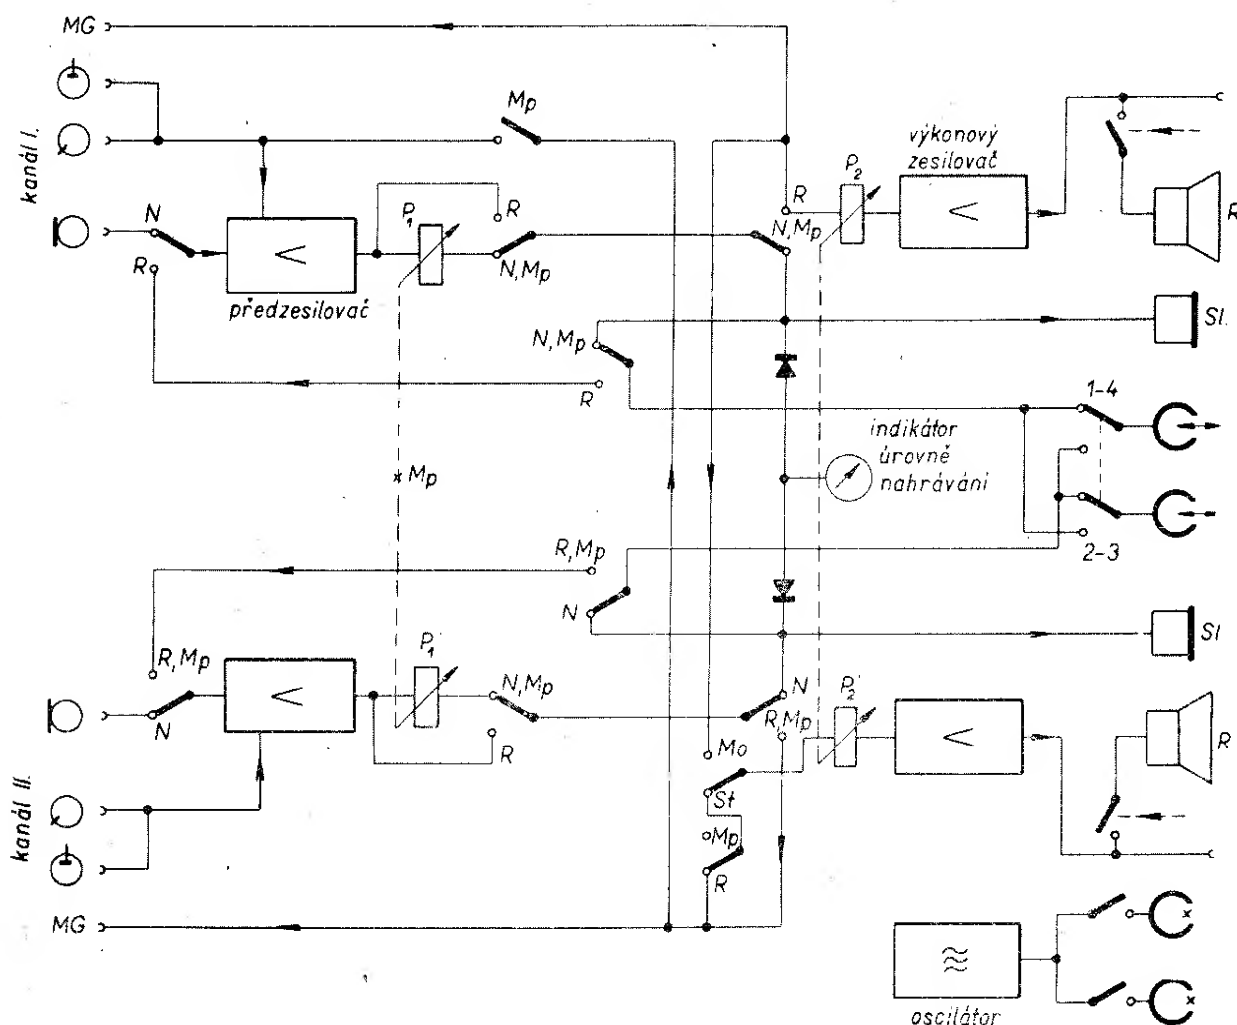 MG
kanál I.
Mp
výkonový
zesilovač
P2
R
N, Mp
N
R
P1
R
N, Mp
předzesilovač
R
Sl.
N, Mp
R
1-4
indikátor
úrovně
nahrávání
Mp
2-3
R, Mp
N
Sl
R, Mp
N
P1
N, Mp
R
N
R, Mp
P2
R
Mo
St
Mp
R
kanál II.
MG
oscilátor